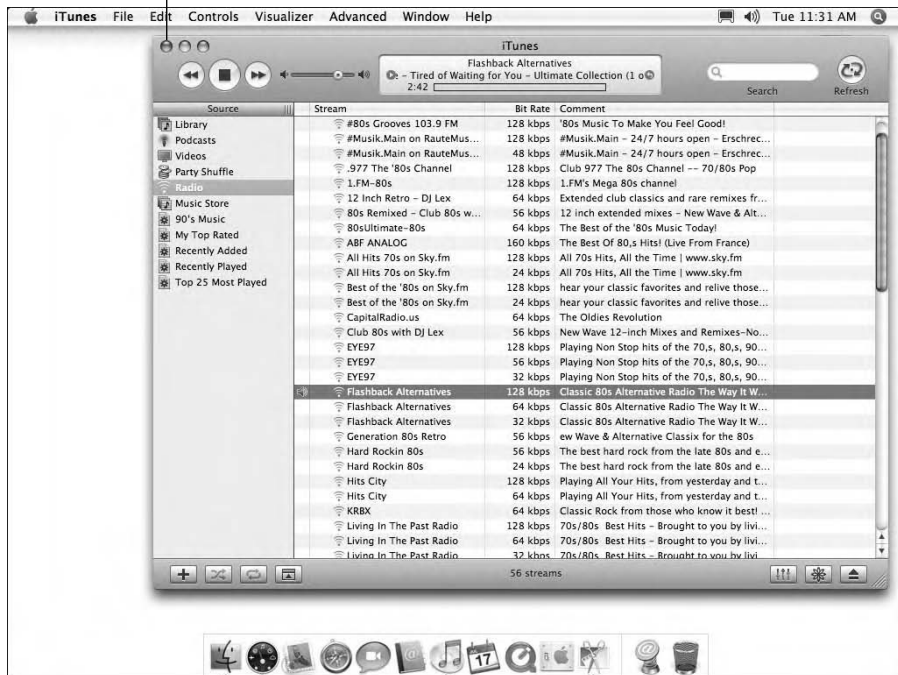 iTunes File Edit Controls Visualizer Advanced Window Help Tue 11:31 AM
iTunes
Flashback Alternatives
: – Tired of Waiting for You – Ultimate Collection (1 o
2:42
Search
Refresh
Source Stream Bit Rate Comment
Library
Podcasts
Videos
Party Shuffle
Radio
Music Store
90's Music
My Top Rated
Recently Added
Recently Played
Top 25 Most Played
#80s Grooves 103.9 FM 128 kbps '80s Music To Make You Feel Good!
#Musik.Main on RauteMus... 128 kbps #Musik.Main – 24/7 hours open – Erschrec...
#Musik.Main on RauteMus... 48 kbps #Musik.Main – 24/7 hours open – Erschrec...
.977 The '80s Channel 128 kbps Club 977 The 80s Channel -- 70/80s Pop
1.FM–80s 128 kbps 1.FM's Mega 80s channel
12 Inch Retro – DJ Lex 64 kbps Extended club classics and rare remixes fr...
80s Remixed – Club 80s w... 56 kbps 12 inch extended mixes – New Wave & Alt...
80sUltimate–80s 64 kbps The Best of the '80s Music Today!
ABF ANALOG 160 kbps The Best Of 80,s Hits! (Live From France)
All Hits 70s on Sky.fm 128 kbps All 70s Hits, All the Time | www.sky.fm
All Hits 70s on Sky.fm 24 kbps All 70s Hits, All the Time | www.sky.fm
Best of the '80s on Sky.fm 128 kbps hear your classic favorites and relive those...
Best of the '80s on Sky.fm 24 kbps hear your classic favorites and relive those...
CapitalRadio.us 64 kbps The Oldies Revolution
Club 80s with DJ Lex 56 kbps New Wave 12–inch Mixes and Remixes–No...
EYE97 128 kbps Playing Non Stop hits of the 70,s, 80,s, 90...
EYE97 56 kbps Playing Non Stop hits of the 70,s, 80,s, 90...
EYE97 32 kbps Playing Non Stop hits of the 70,s, 80,s, 90...
Flashback Alternatives 128 kbps Classic 80s Alternative Radio The Way It W...
Flashback Alternatives 64 kbps Classic 80s Alternative Radio The Way It W...
Flashback Alternatives 32 kbps Classic 80s Alternative Radio The Way It W...
Generation 80s Retro 56 kbps ew Wave & Alternative Classix for the 80s
Hard Rockin 80s 56 kbps The best hard rock from the late 80s and e...
Hard Rockin 80s 24 kbps The best hard rock from the late 80s and e...
Hits City 128 kbps Playing All Your Hits, from yesterday and t...
Hits City 64 kbps Playing All Your Hits, from yesterday and t...
KRBX 64 kbps Classic Rock from those who know it best! ...
Living In The Past Radio 128 kbps 70s/80s Best Hits – Brought to you by livi...
Living In The Past Radio 64 kbps 70s/80s Best Hits – Brought to you by livi...
Living In The Past Radio 32 kbps 70s/80s Best Hits – Brought to you by livi
56 streams
17